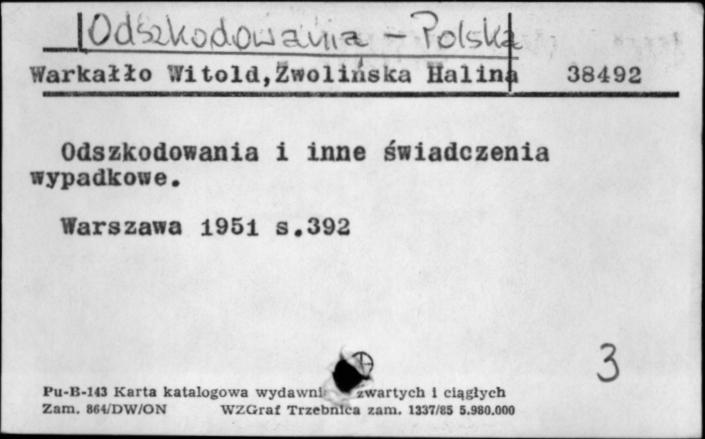 Odszkodowania - Polska
Warkałło Witold,Zwolińska Halina 38492
Odszkodowania i inne świadczenia
wypadkowe.
Warszawa 1951 s.392
3
Pu-B-143 Karta katalogowa zwartych i ciągłych
Zam. 864/DW/ON WZGraf Trzebnica zam. 1337/85 5.980.000